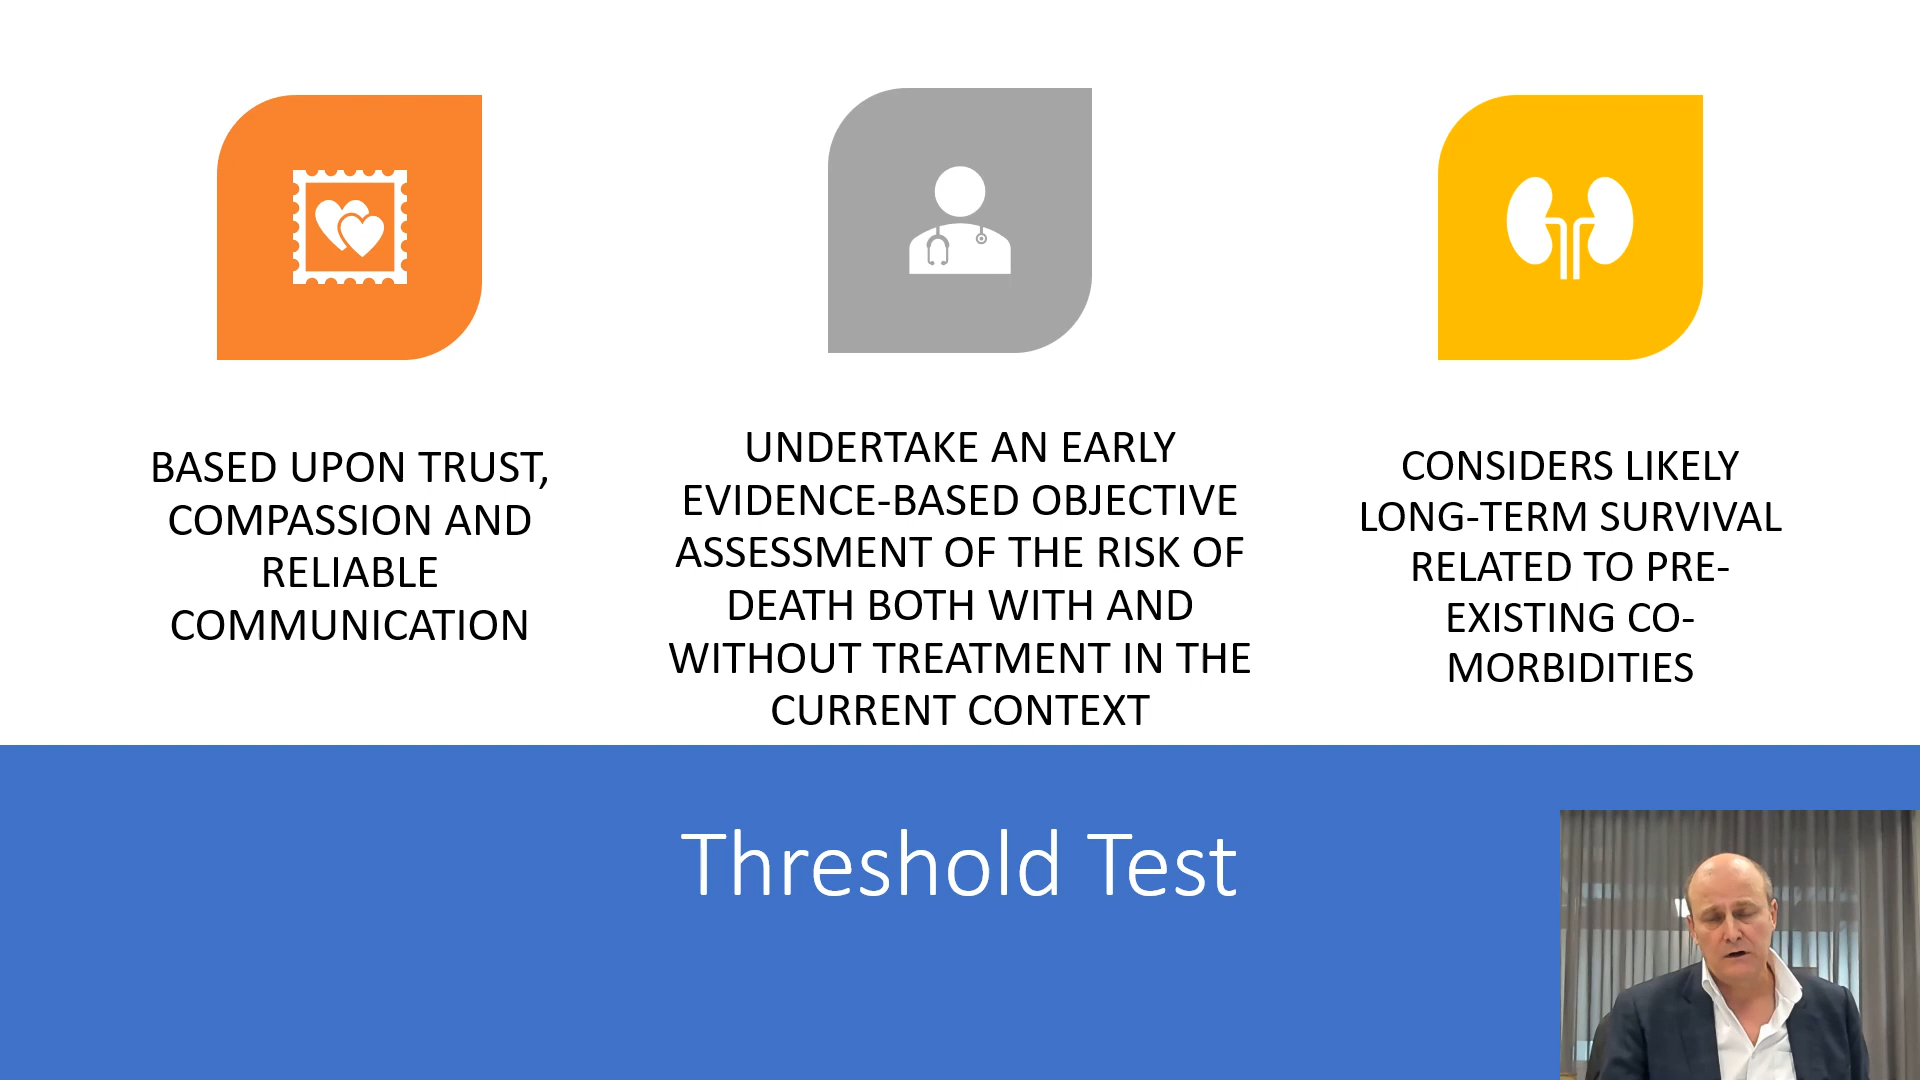 BASED UPON TRUST,
COMPASSION AND
RELIABLE
COMMUNICATION
UNDERTAKE AN EARLY
EVIDENCE-BASED OBJECTIVE
ASSESSMENT OF THE RISK OF
DEATH BOTH WITH AND
WITHOUT TREATMENT IN THE
CURRENT CONTEXT
CONSIDERS LIKELY
LONG-TERM SURVIVAL
RELATED TO PRE-
EXISTING CO-
MORBIDITIES
Threshold Test